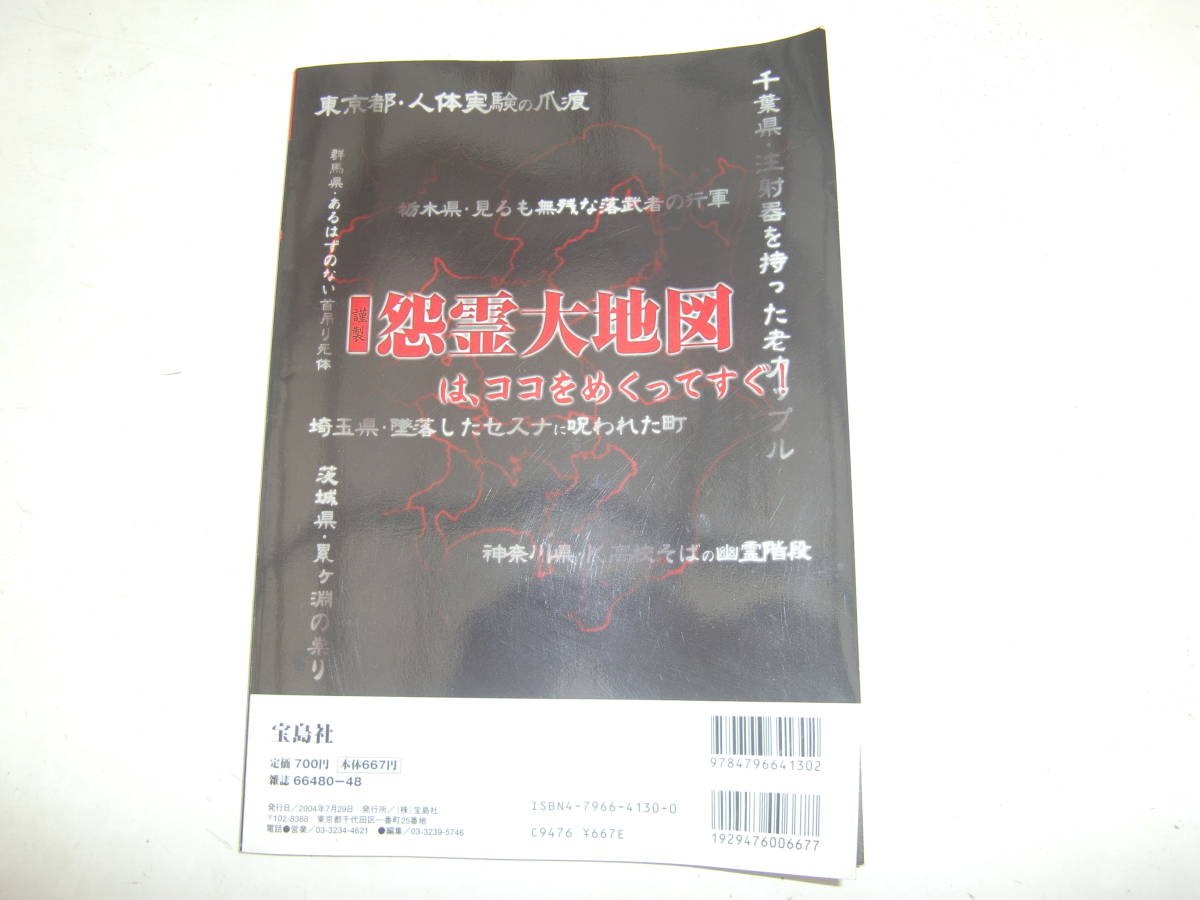 東京都・人体実験の爪痕
千葉県・注射器を持った老カップル
群馬県・あるはずのない首吊り死体
栃木県・見るも無残な落武者の行軍
謹製
怨霊大地図
は、ココをめくってすぐ!
埼玉県・墜落したセスナに呪われた町
茨城県・累ヶ淵の祟り
神奈川県・K高校そばの幽霊階段
宝島社
定価 700円 本体667円
雑誌 66480-48
発行日/2004年7月29日 発行所/(株)宝島社
〒102-8388 東京都千代田区一番町25番地
電話●営業/03-3234-4621 ●編集/03-3239-5746
ISBN4-7966-4130-0
C9476 ¥667E
9784796641302
1929476006677